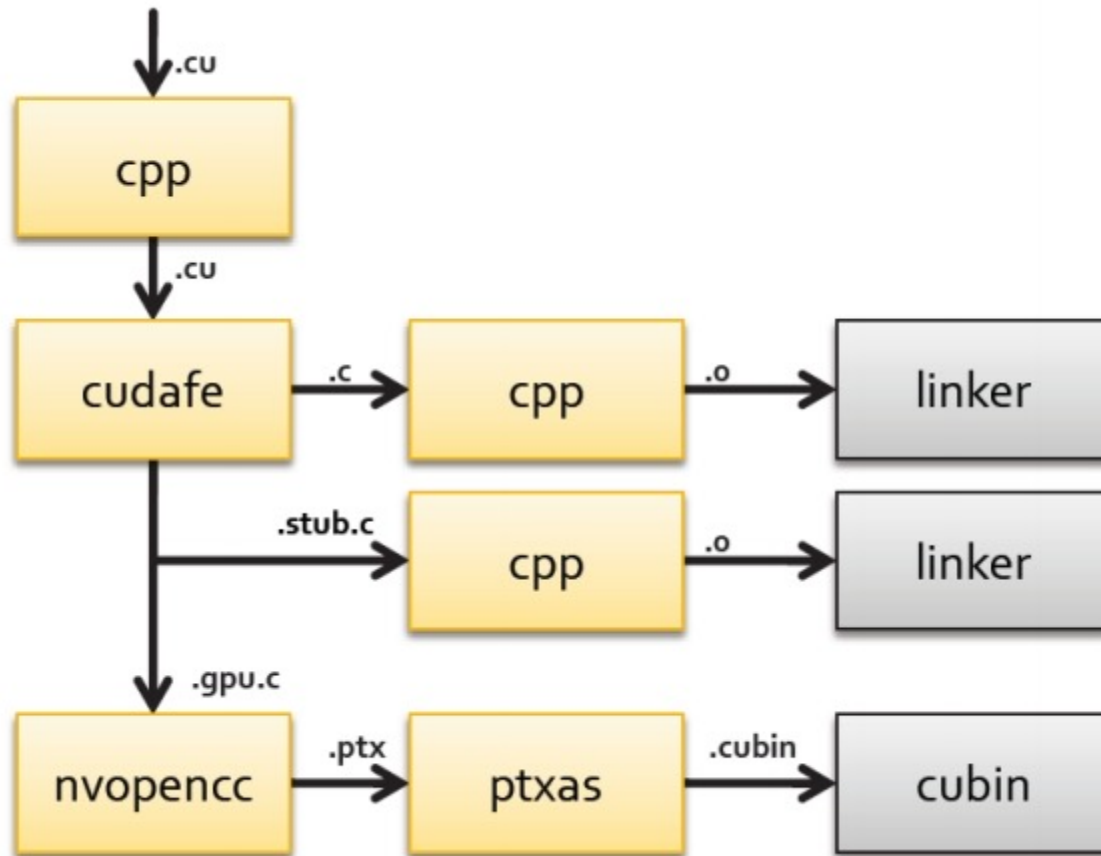 .cu
cpp
.cu
cudafe
.c
cpp
.o
linker
.stub.c
cpp
.o
linker
.gpu.c
nvopencc
.ptx
ptxas
.cubin
cubin